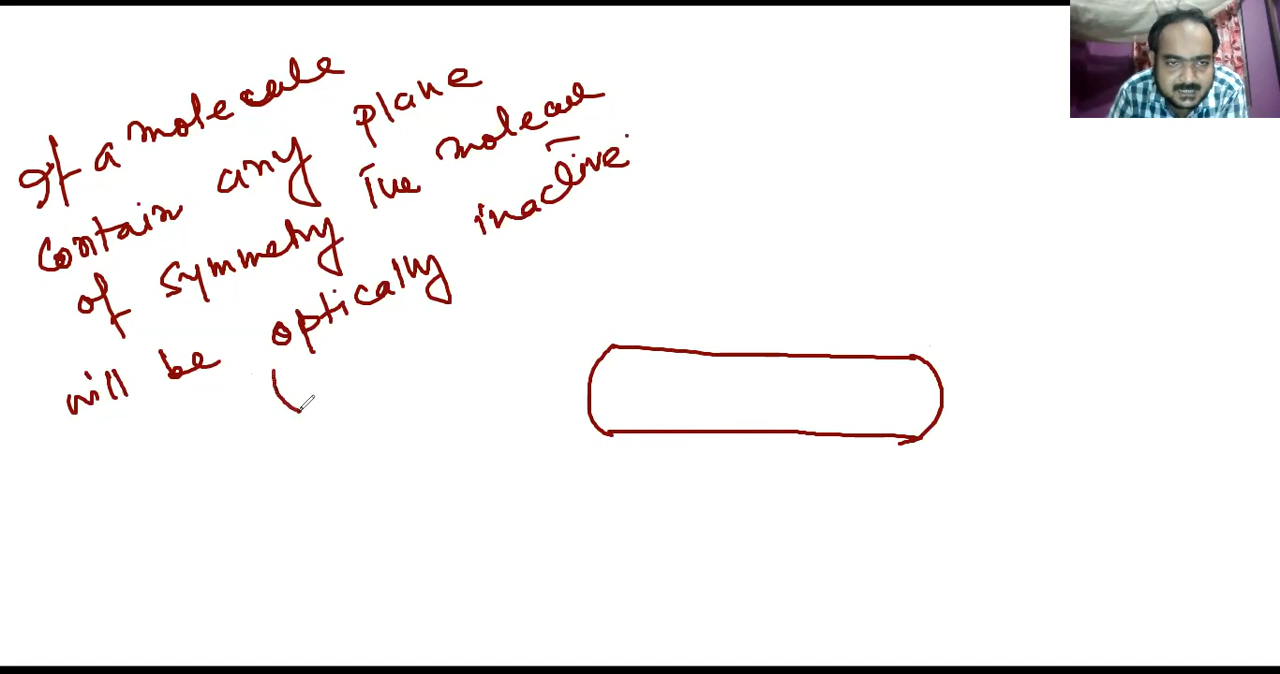 If a molecule
contain any plane
of symmetry the molecule
will be optically inactive